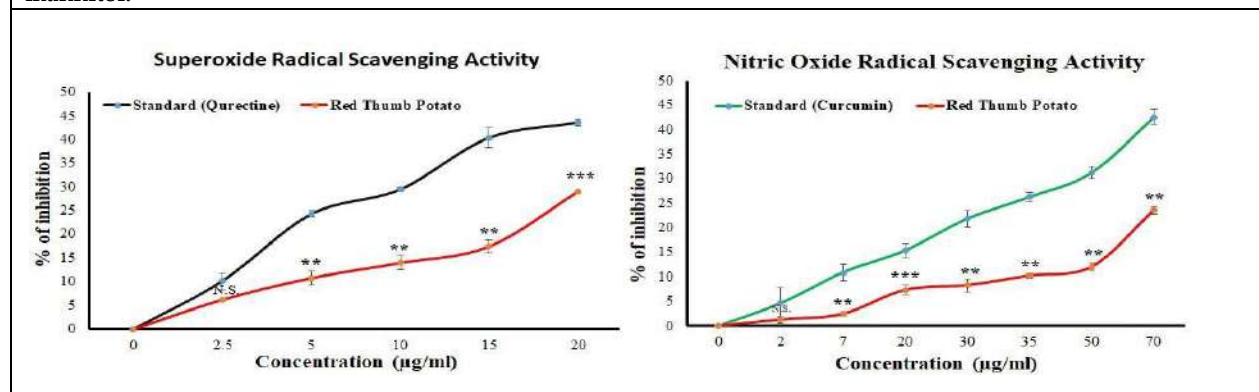 Superoxide Radical Scavenging Activity
50
45
40
35
30
25
20
15
10
5
0
% of inhibition
Standard (Qurectine)
Red Thumb Potato
N.S.
**
**
**
***
0 2.5 5 10 15 20
Concentration (µg/ml)
Nitric Oxide Radical Scavenging Activity
50
45
40
35
30
25
20
15
10
5
0
% of inhibition
Standard (Curcumin)
Red Thumb Potato
N.S.
**
***
**
**
**
**
0 2 7 20 30 35 50 70
Concentration (µg/ml)